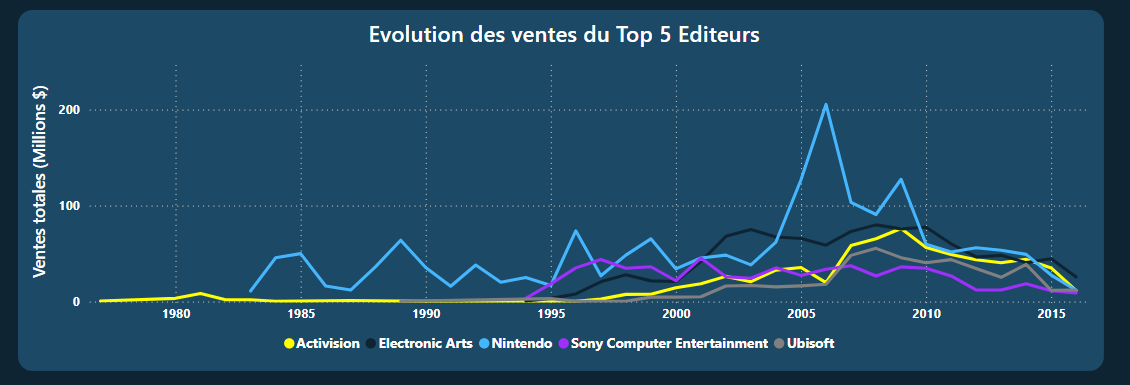 Evolution des ventes du Top 5 Editeurs
Ventes totales (Millions $)
200
100
0
1980 1985 1990 1995 2000 2005 2010 2015
Activision Electronic Arts Nintendo Sony Computer Entertainment Ubisoft